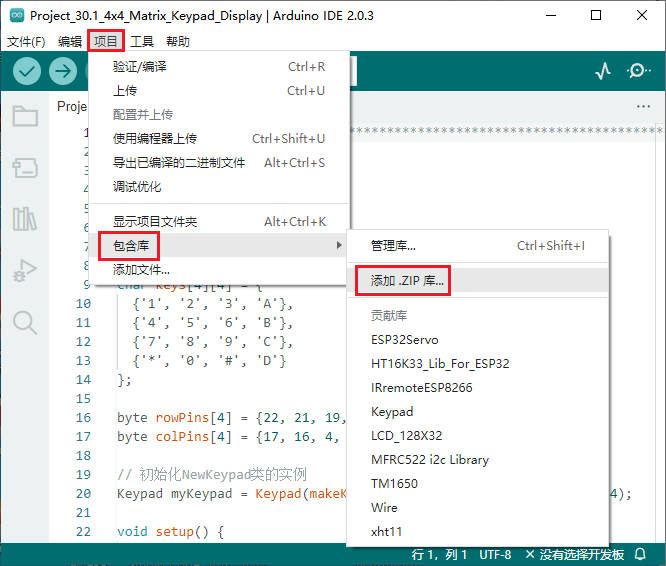 Project_30.1_4x4_Matrix_Keypad_Display | Arduino IDE 2.0.3
文件(F) 编辑 项目 工具 帮助
验证/编译 Ctrl+R
上传 Ctrl+U
配置并上传
使用编程器上传 Ctrl+Shift+U
导出已编译的二进制文件 Alt+Ctrl+S
调试优化
显示项目文件夹 Alt+Ctrl+K
包含库
添加文件...
管理库... Ctrl+Shift+I
添加 .ZIP 库...
贡献库
ESP32Servo
HT16K33_Lib_For_ESP32
IRremoteESP8266
Keypad
LCD_128X32
MFRC522 i2c Library
TM1650
Wire
xht11
Proje
1 ******************************************
2
3
4
5
6
7
8
9 char keys[4][4] = {
10 {'1', '2', '3', 'A'},
11 {'4', '5', '6', 'B'},
12 {'7', '8', '9', 'C'},
13 {'*', '0', '#', 'D'}
14 };
15
16 byte rowPins[4] = {22, 21, 19,
17 byte colPins[4] = {17, 16, 4,
18
19 // 初始化NewKeypad类的实例
20 Keypad myKeypad = Keypad(makeK 4);
21
22 void setup() {
行 1，列 1 UTF-8 × 没有选择开发板